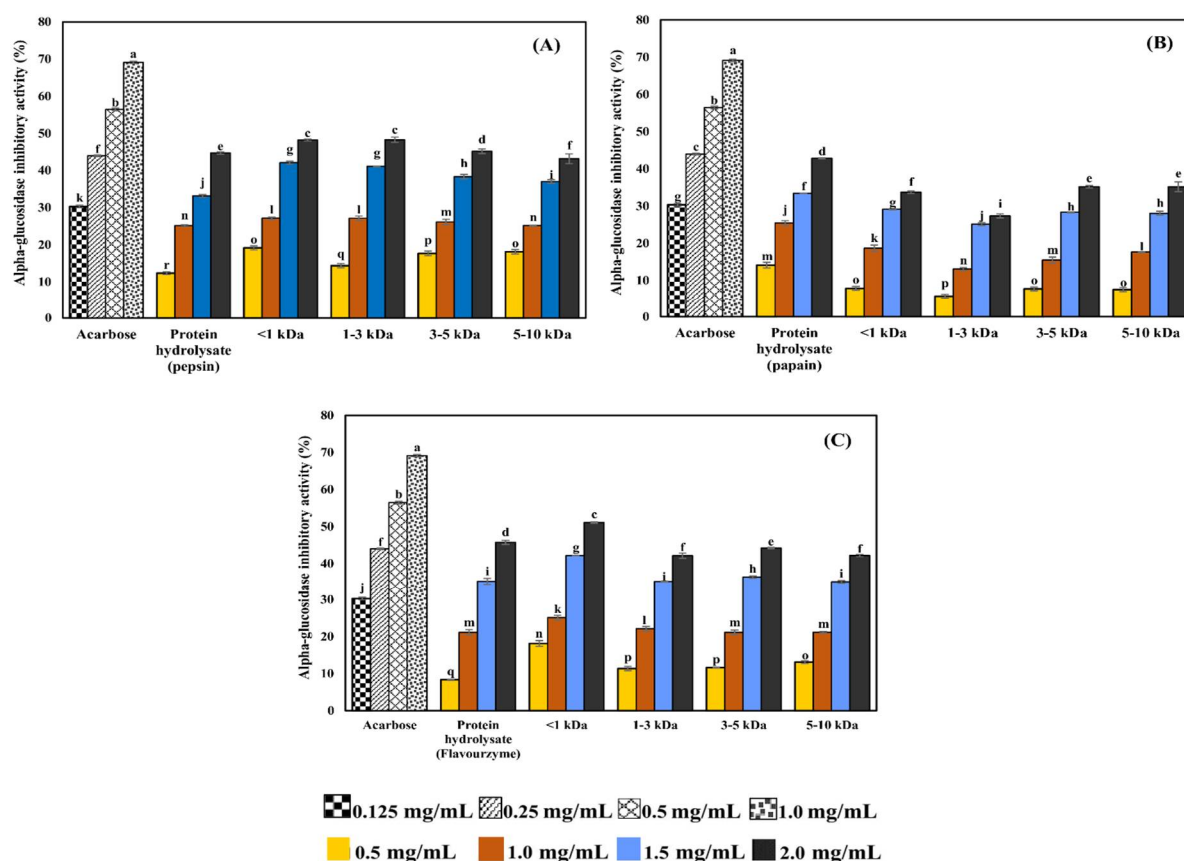 (A)
Alpha-glucosidase inhibitory activity (%)
80
70
60
50
40
30
20
10
0
k f b a
r n j e
o l g c
q l g c
p m h d
o n i f
Acarbose
Protein
hydrolysate
(pepsin)
<1 kDa
1-3 kDa
3-5 kDa
5-10 kDa
(B)
Alpha-glucosidase inhibitory activity (%)
80
70
60
50
40
30
20
10
0
g c b a
m j f d
o k g f
p n j i
o m h e
o l h e
Acarbose
Protein
hydrolysate
(papain)
<1 kDa
1-3 kDa
3-5 kDa
5-10 kDa
(C)
Alpha-glucosidase inhibitory activity (%)
80
70
60
50
40
30
20
10
0
j f b a
q m i d
n k g c
p l i f
p m h e
o m i f
Acarbose
Protein
hydrolysate
(Flavourzyme)
<1 kDa
1-3 kDa
3-5 kDa
5-10 kDa
0.125 mg/mL 0.25 mg/mL 0.5 mg/mL 1.0 mg/mL
0.5 mg/mL 1.0 mg/mL 1.5 mg/mL 2.0 mg/mL